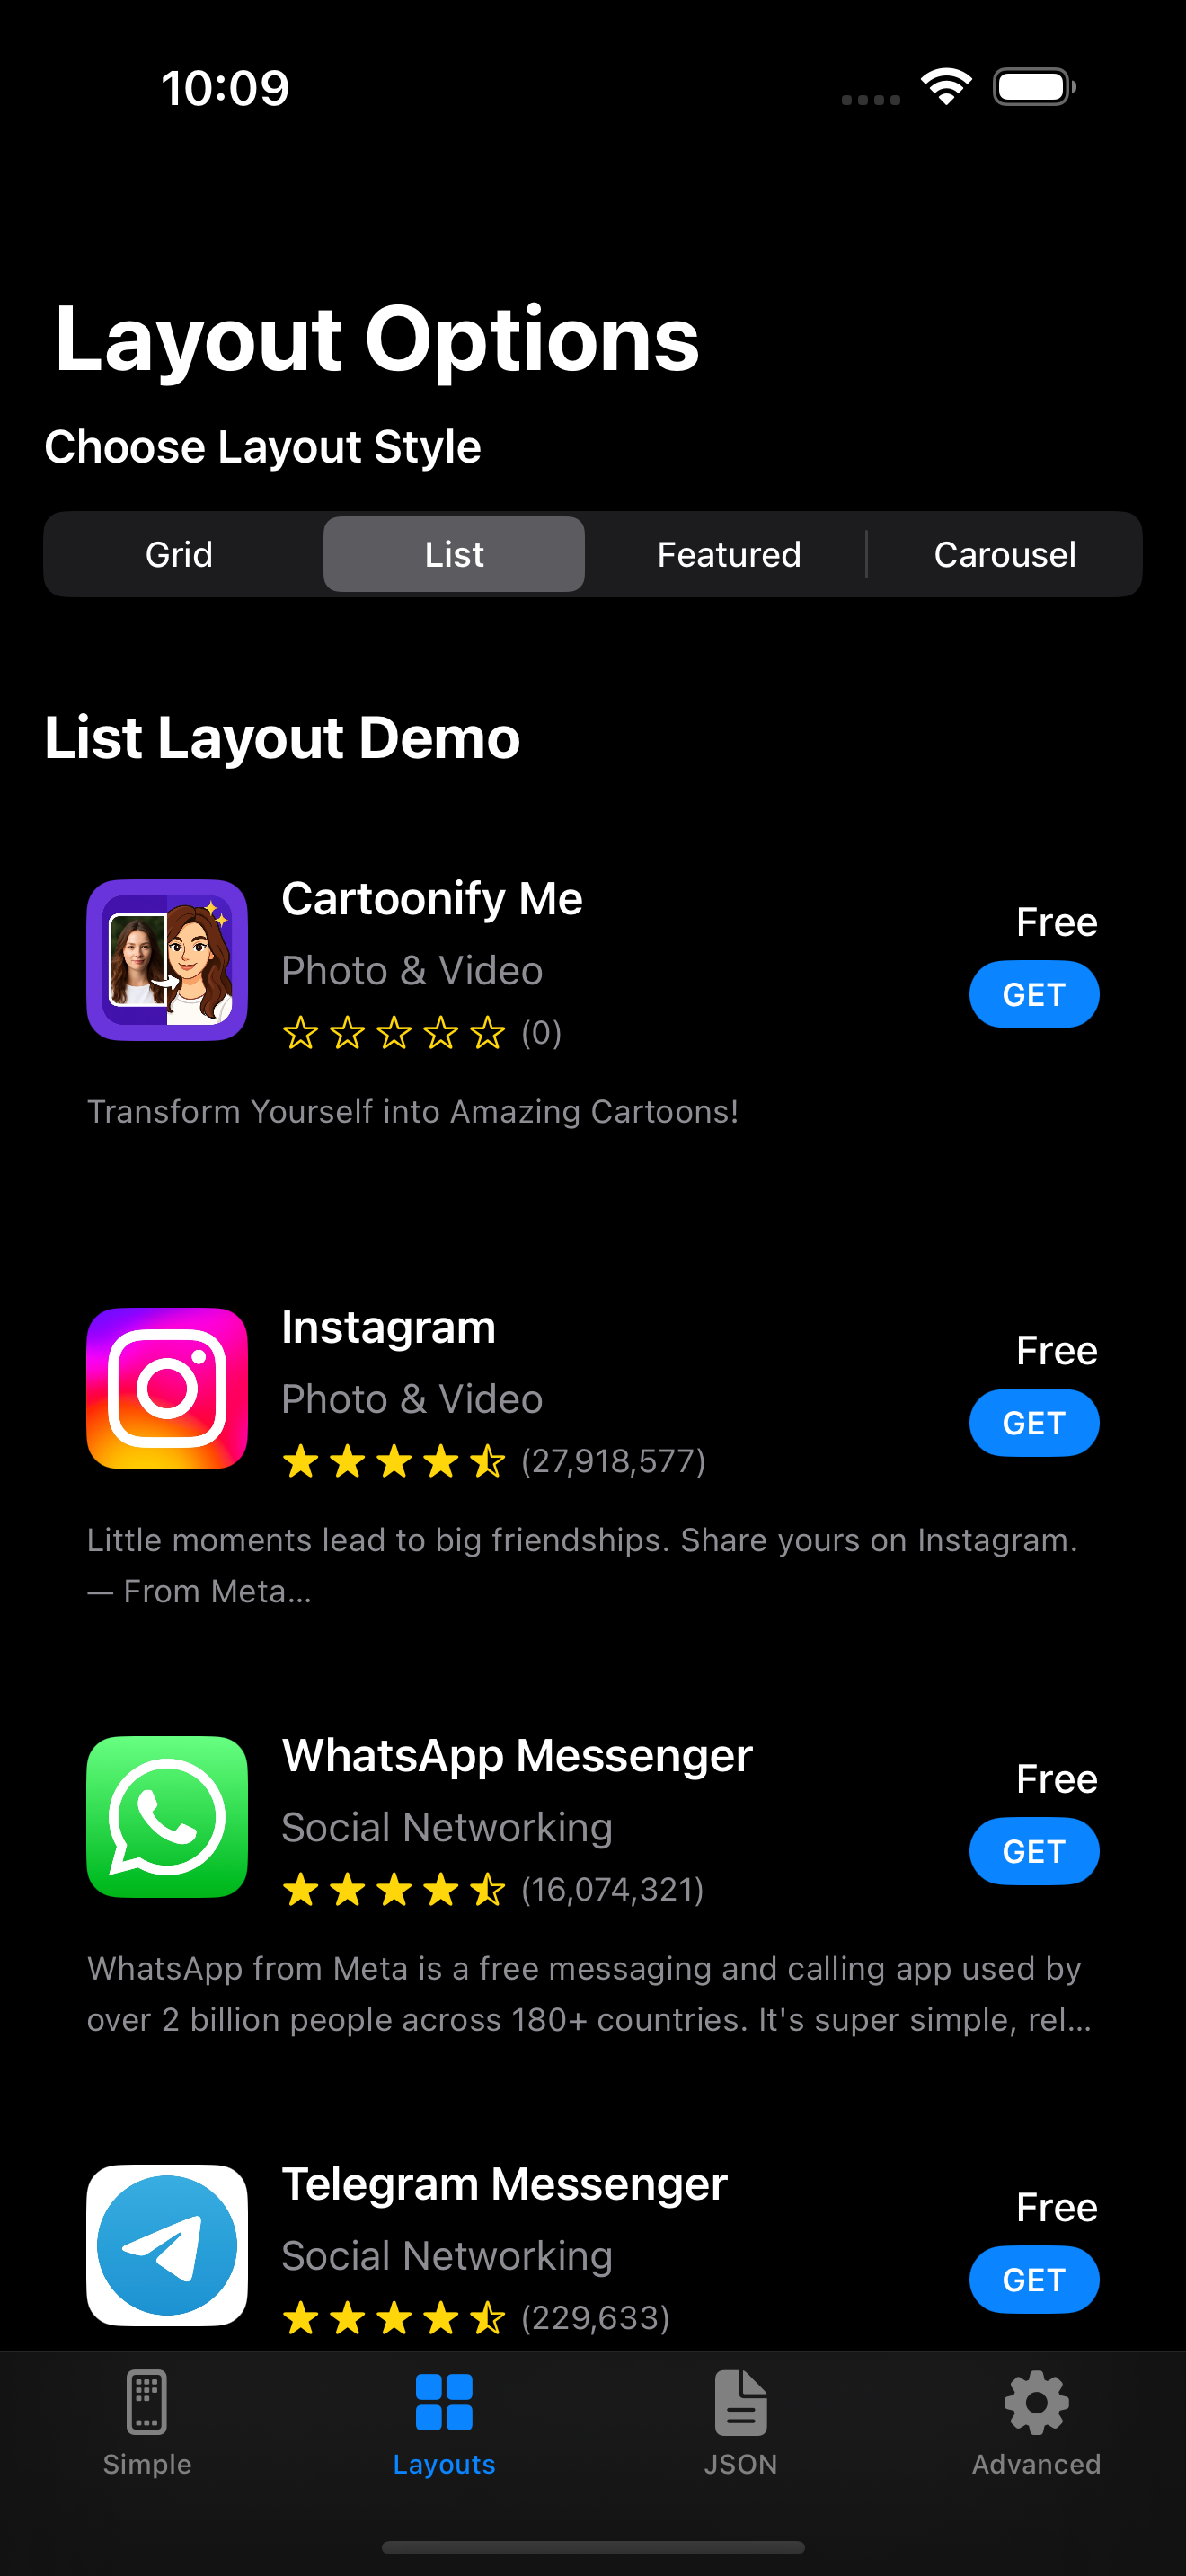 10:09
Layout Options
Choose Layout Style
Grid List Featured Carousel
List Layout Demo
Cartoonify Me
Free
Photo & Video
GET
(0)
Transform Yourself into Amazing Cartoons!
Instagram
Free
Photo & Video
GET
(27,918,577)
Little moments lead to big friendships. Share yours on Instagram.
— From Meta...
WhatsApp Messenger
Free
Social Networking
GET
(16,074,321)
WhatsApp from Meta is a free messaging and calling app used by
over 2 billion people across 180+ countries. It's super simple, rel...
Telegram Messenger
Free
Social Networking
GET
(229,633)
Simple Layouts JSON Advanced